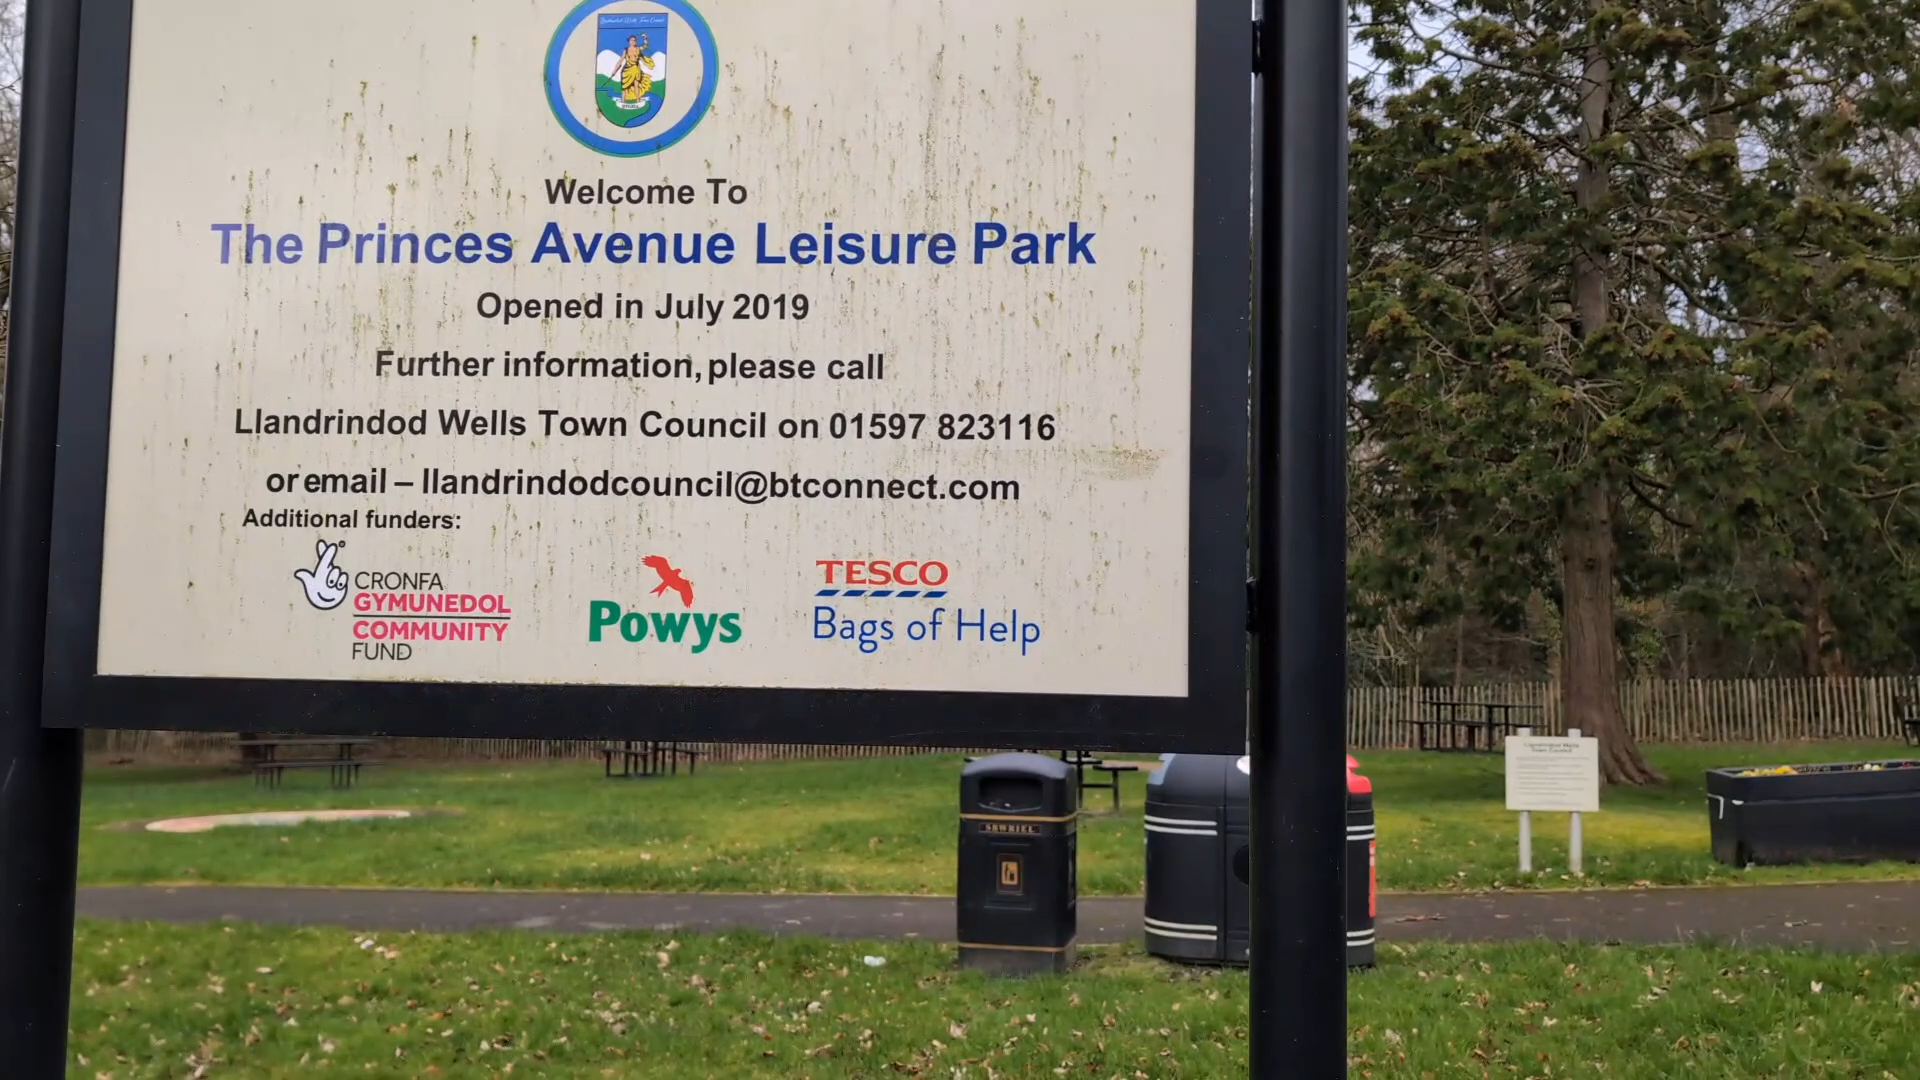 Welcome To
The Princes Avenue Leisure Park
Opened in July 2019
Further information, please call
Llandrindod Wells Town Council on 01597 823116
or email – llandrindodcouncil@btconnect.com
Additional funders:
CRONFA
GYMUNEDOL
COMMUNITY
FUND
Powys
TESCO
Bags of Help
SBWRIEL